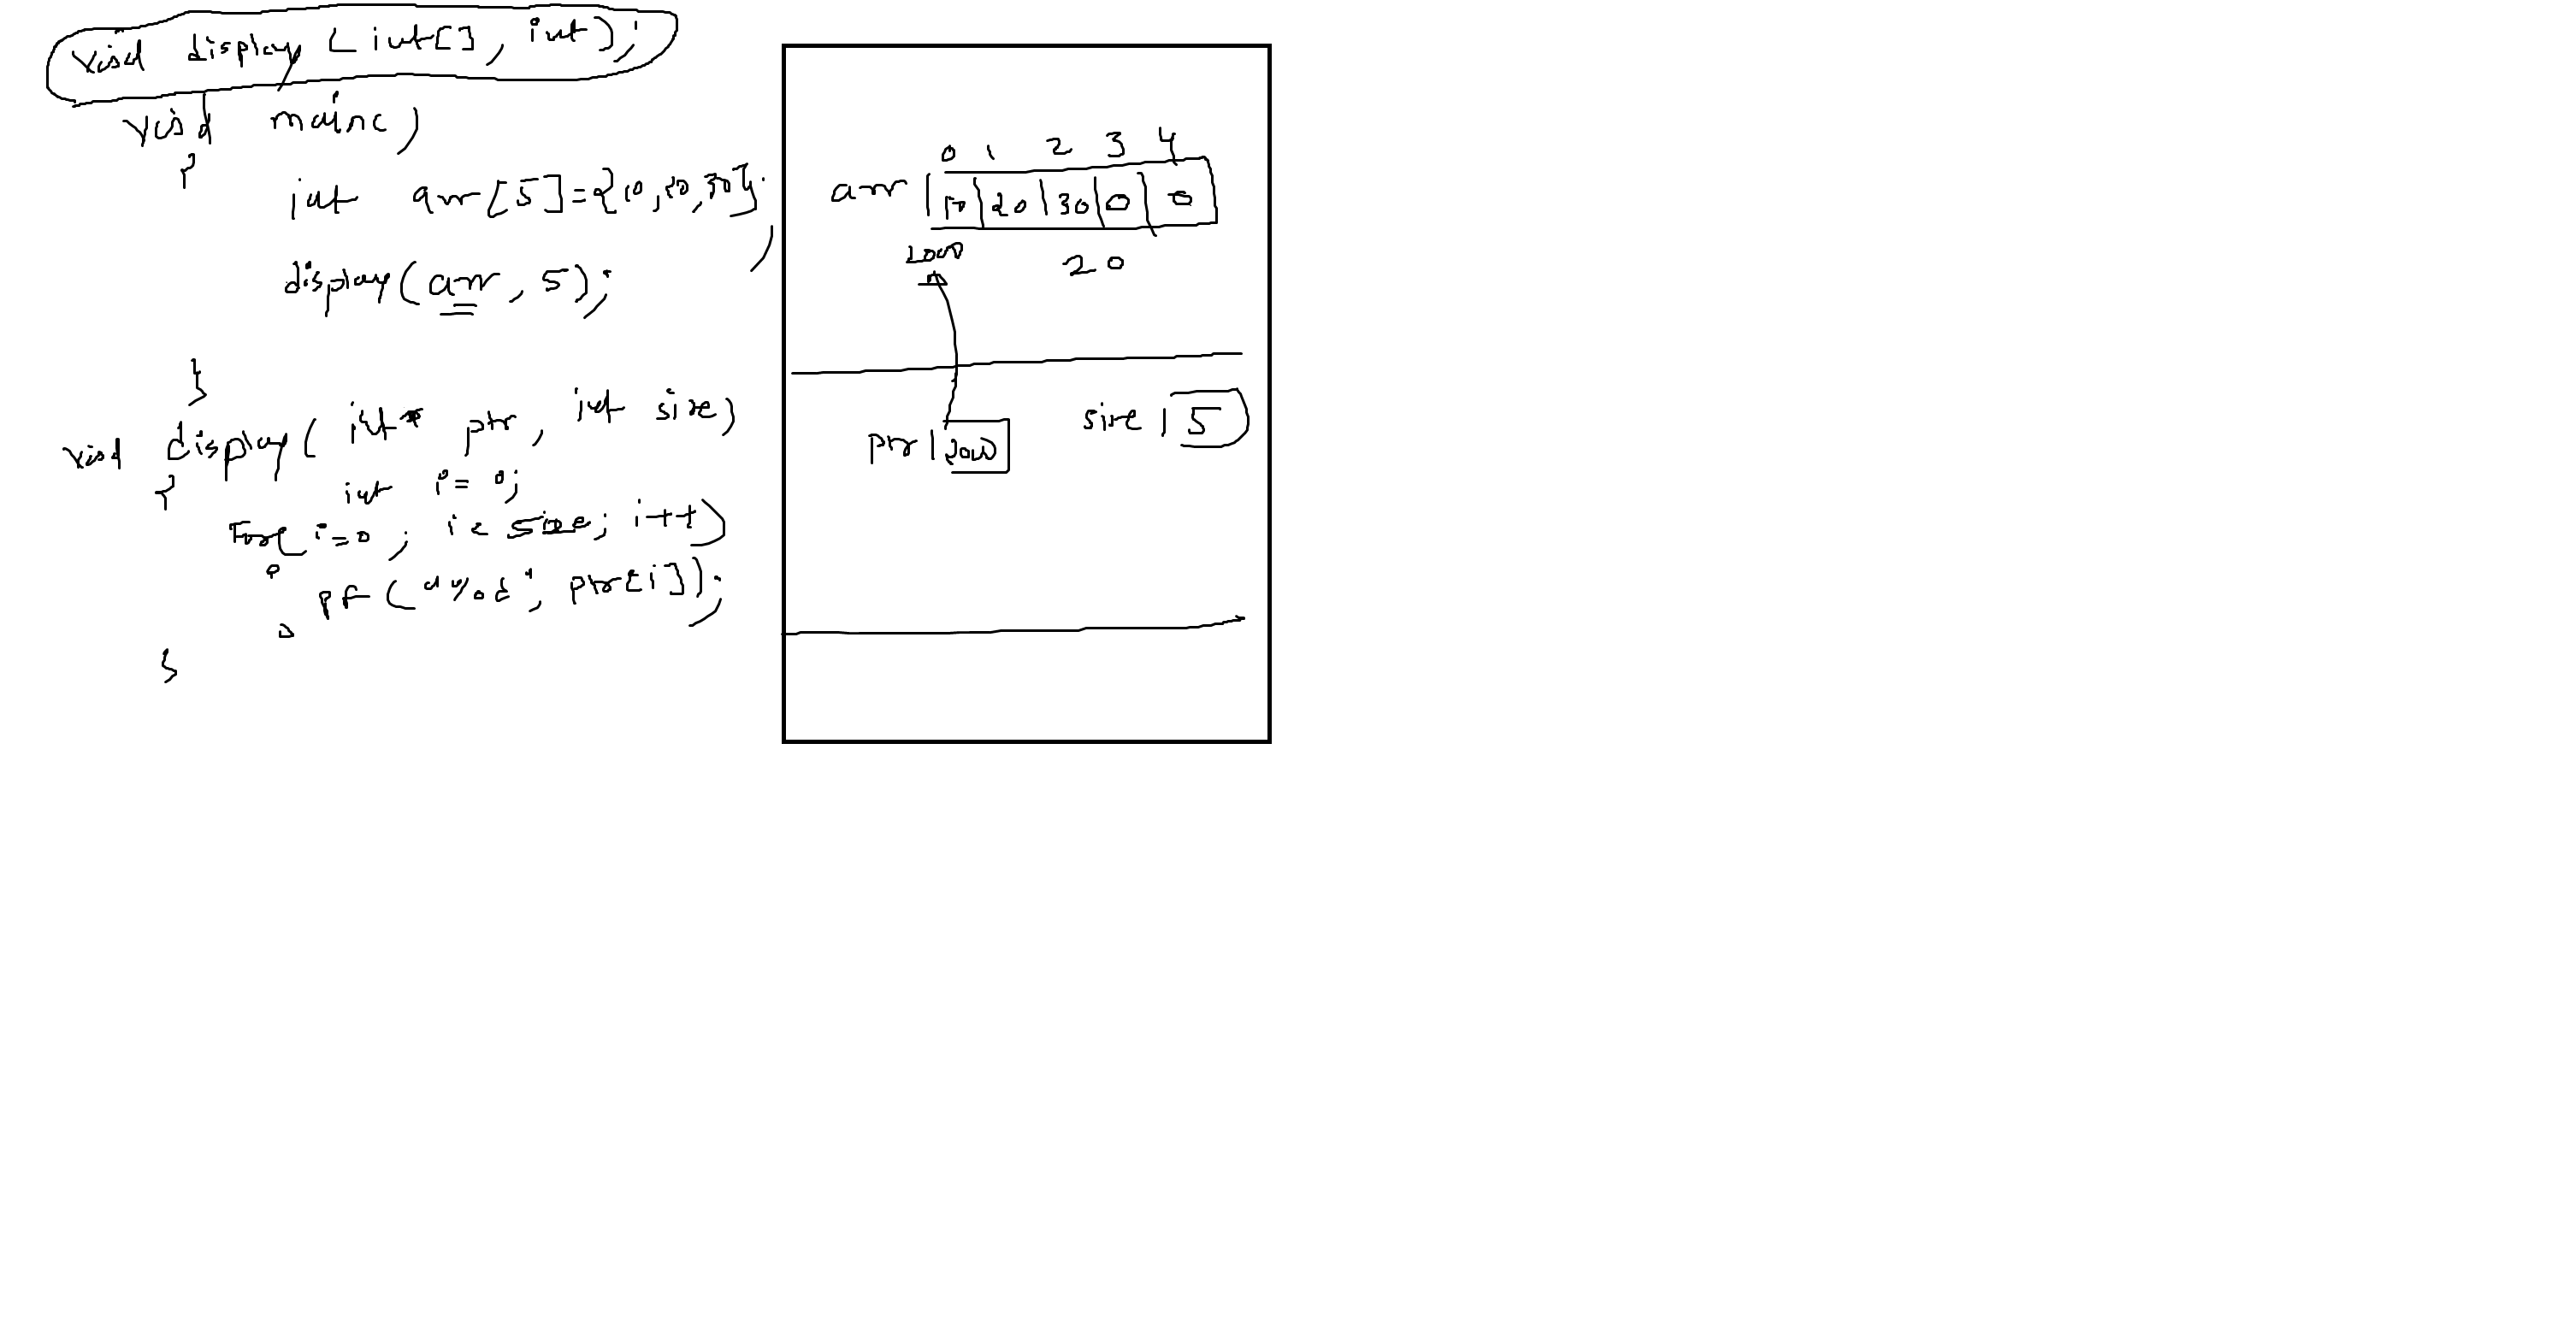 void display (int[], int);
void main()
{
int arr[5]={10,20,30};
display(arr, 5);
}
void display( int* ptr, int size)
{
int i= 0;
For( i=0; i< size; i++)
{
pf("%d", ptr[i]);
}
}
0 1 2 3 4
arr 10 20 30 0 0
20
ptr 2000
size 5